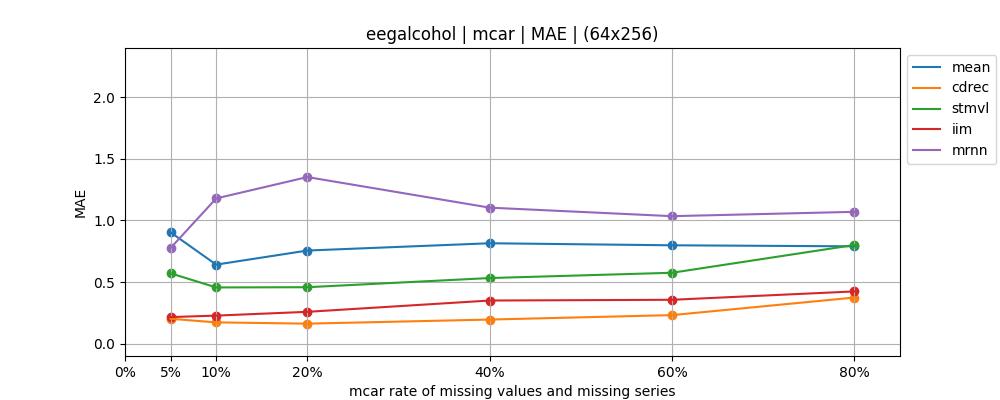 eegalcohol | mcar | MAE | (64x256)
mean
cdrec
stmvl
iim
mrnn
MAE
2.0
1.5
1.0
0.5
0.0
0% 5% 10% 20% 40% 60% 80%
mcar rate of missing values and missing series